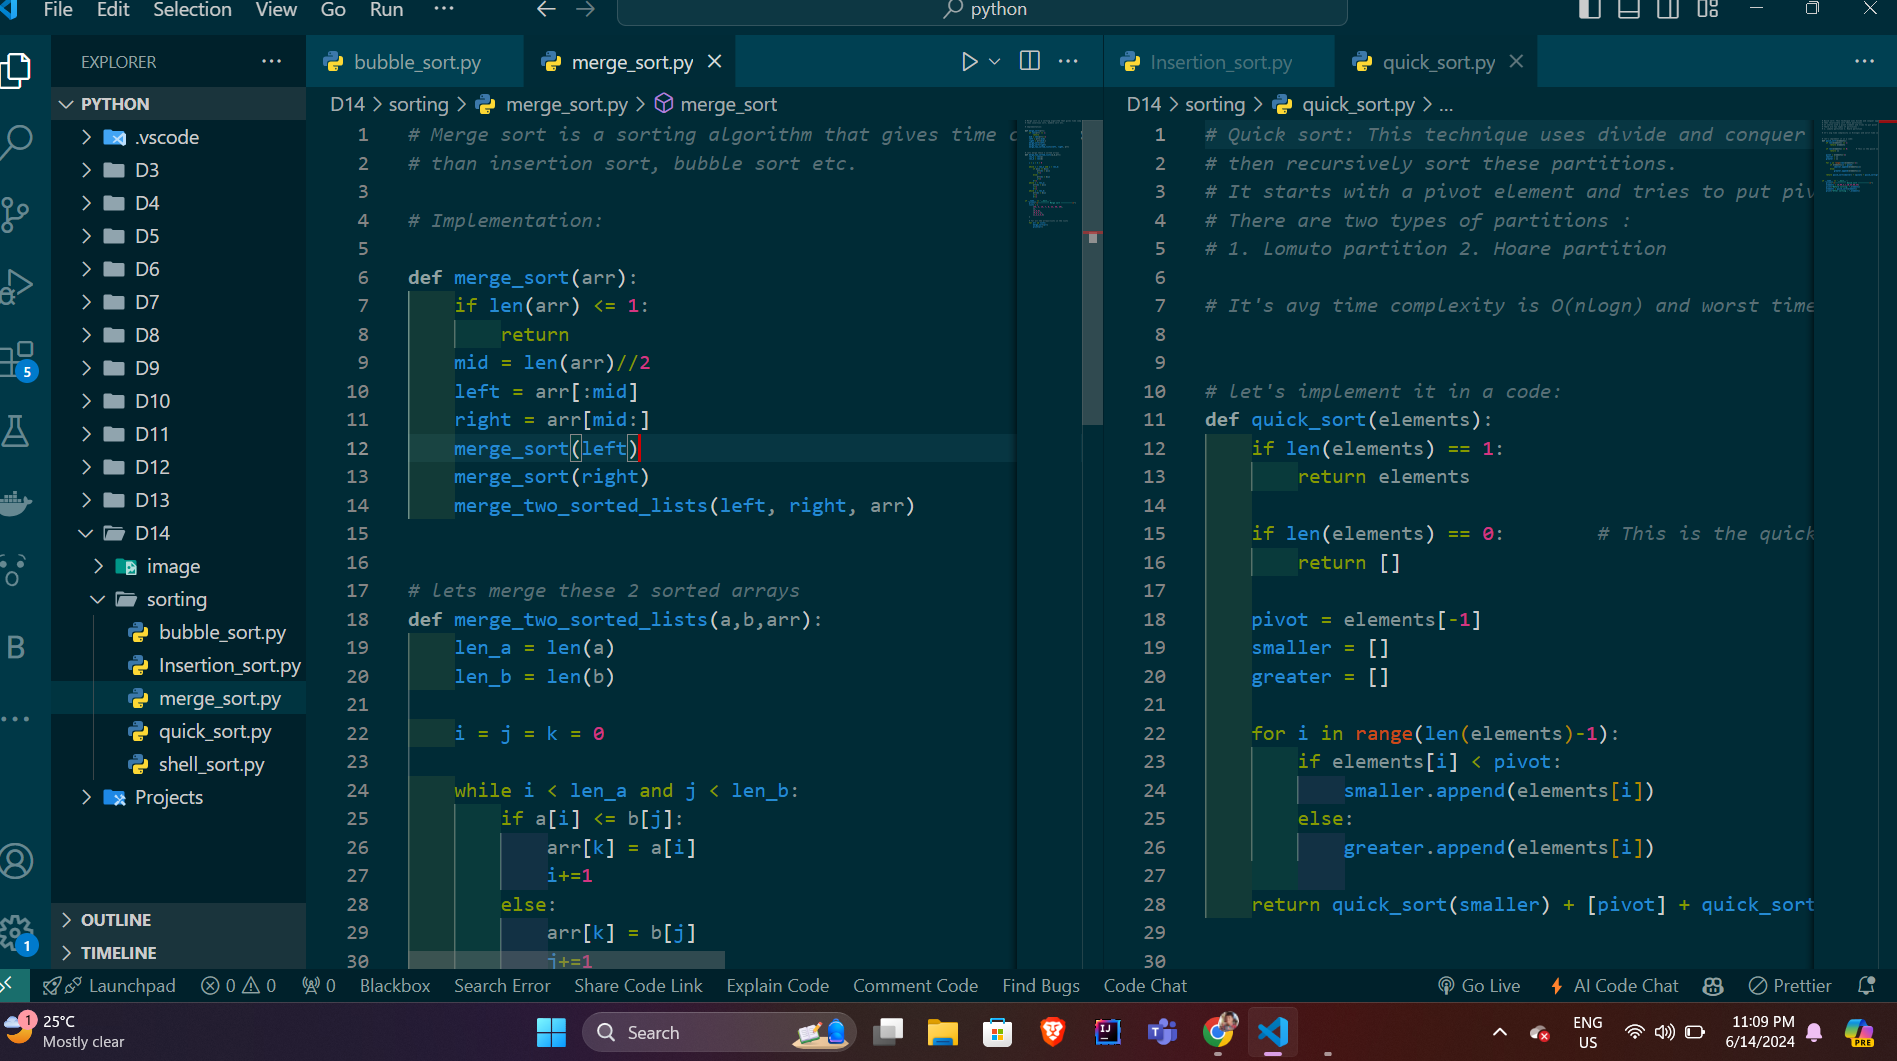 File Edit Selection View Go Run ··· python
EXPLORER ···
PYTHON
.vscode
D3
D4
D5
D6
D7
D8
D9
D10
D11
D12
D13
D14
image
sorting
bubble_sort.py
Insertion_sort.py
merge_sort.py
quick_sort.py
shell_sort.py
Projects
OUTLINE
TIMELINE
5
1
bubble_sort.py merge_sort.py
D14 > sorting > merge_sort.py > merge_sort
1 # Merge sort is a sorting algorithm that gives time
2 # than insertion sort, bubble sort etc.
3
4 # Implementation:
5
6 def merge_sort(arr):
7     if len(arr) <= 1:
8         return
9     mid = len(arr)//2
10     left = arr[:mid]
11     right = arr[mid:]
12     merge_sort(left)
13     merge_sort(right)
14     merge_two_sorted_lists(left, right, arr)
15
16
17 # lets merge these 2 sorted arrays
18 def merge_two_sorted_lists(a,b,arr):
19     len_a = len(a)
20     len_b = len(b)
21
22     i = j = k = 0
23
24     while i < len_a and j < len_b:
25         if a[i] <= b[j]:
26             arr[k] = a[i]
27             i+=1
28         else:
29             arr[k] = b[j]
30             j+=1
Insertion_sort.py quick_sort.py ···
D14 > sorting > quick_sort.py > ...
1 # Quick sort: This technique uses divide and conquer
2 # then recursively sort these partitions.
3 # It starts with a pivot element and tries to put piv
4 # There are two types of partitions :
5 # 1. Lomuto partition 2. Hoare partition
6
7 # It's avg time complexity is O(nlogn) and worst time
8
9
10 # let's implement it in a code:
11 def quick_sort(elements):
12     if len(elements) == 1:
13         return elements
14
15     if len(elements) == 0:        # This is the quick
16         return []
17
18     pivot = elements[-1]
19     smaller = []
20     greater = []
21
22     for i in range(len(elements)-1):
23         if elements[i] < pivot:
24             smaller.append(elements[i])
25         else:
26             greater.append(elements[i])
27
28     return quick_sort(smaller) + [pivot] + quick_sort
29
30
Launchpad 0 0 0 Blackbox Search Error Share Code Link Explain Code Comment Code Find Bugs Code Chat Go Live AI Code Chat Prettier
1 25°C
Mostly clear
Search
ENG
US
11:09 PM
6/14/2024
PRE